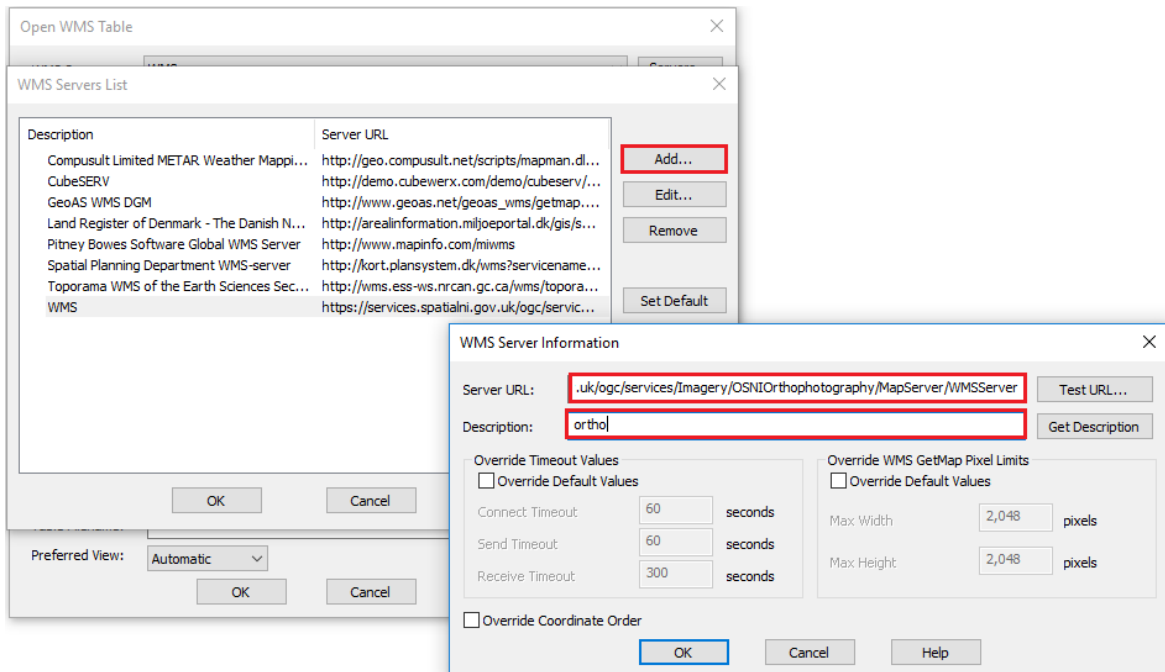 Open WMS Table
WMS Servers List
Description Server URL
Compusult Limited METAR Weather Mappi... http://geo.compusult.net/scripts/mapman.dl...
CubeSERV http://demo.cubewerx.com/demo/cubeserv/...
GeoAS WMS DGM http://www.geoas.net/geoas_wms/getmap....
Land Register of Denmark - The Danish N... http://arealinformation.miljoeportal.dk/gis/s...
Pitney Bowes Software Global WMS Server http://www.mapinfo.com/miwms
Spatial Planning Department WMS-server http://kort.plansystem.dk/wms?servicename...
Toporama WMS of the Earth Sciences Sec... http://wms.ess-ws.nrcan.gc.ca/wms/topora...
WMS https://services.spatialni.gov.uk/ogc/servic...
Add...
Edit...
Remove
Set Default
OK Cancel
Preferred View: Automatic
OK Cancel
WMS Server Information
Server URL: .uk/ogc/services/Imagery/OSNIOrthophotography/MapServer/WMSServer Test URL...
Description: ortho Get Description
Override Timeout Values
Override Default Values
Connect Timeout 60 seconds
Send Timeout 60 seconds
Receive Timeout 300 seconds
Override WMS GetMap Pixel Limits
Override Default Values
Max Width 2,048 pixels
Max Height 2,048 pixels
Override Coordinate Order
OK Cancel Help